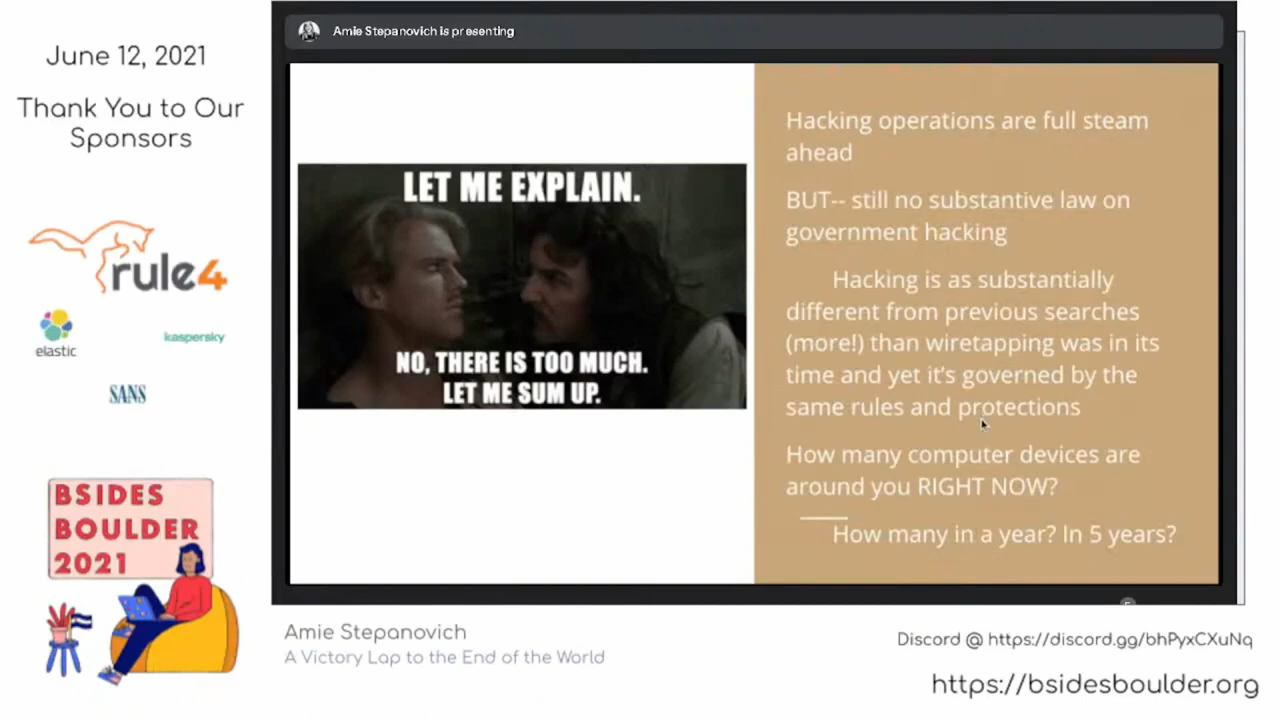 June 12, 2021
Thank You to Our
Sponsors
rule4
elastic
kaspersky
SANS
BSIDES
BOULDER
2021
Amie Stepanovich is presenting
LET ME EXPLAIN.
NO, THERE IS TOO MUCH.
LET ME SUM UP.
Hacking operations are full steam
ahead
BUT-- still no substantive law on
government hacking
Hacking is as substantially
different from previous searches
(more!) than wiretapping was in its
time and yet it's governed by the
same rules and protections
How many computer devices are
around you RIGHT NOW?
How many in a year? In 5 years?
Amie Stepanovich
A Victory Lap to the End of the World
Discord @ https://discord.gg/bhPyxCXuNq
https://bsidesboulder.org